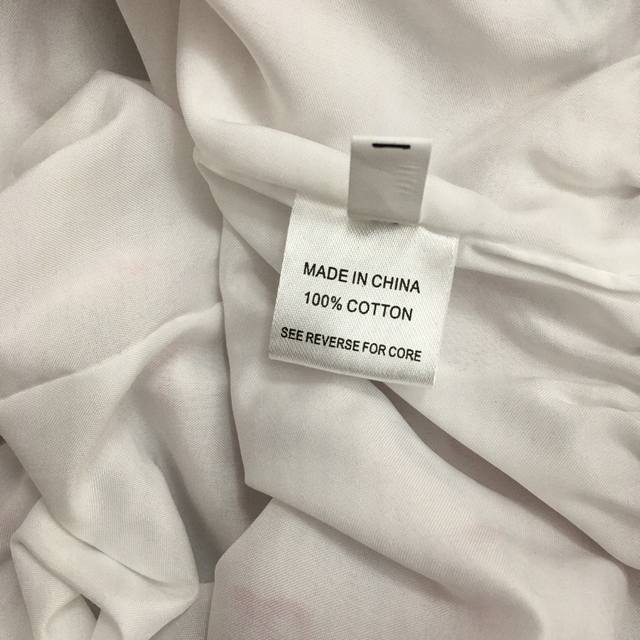 MADE IN CHINA
100% COTTON
SEE REVERSE FOR CORE